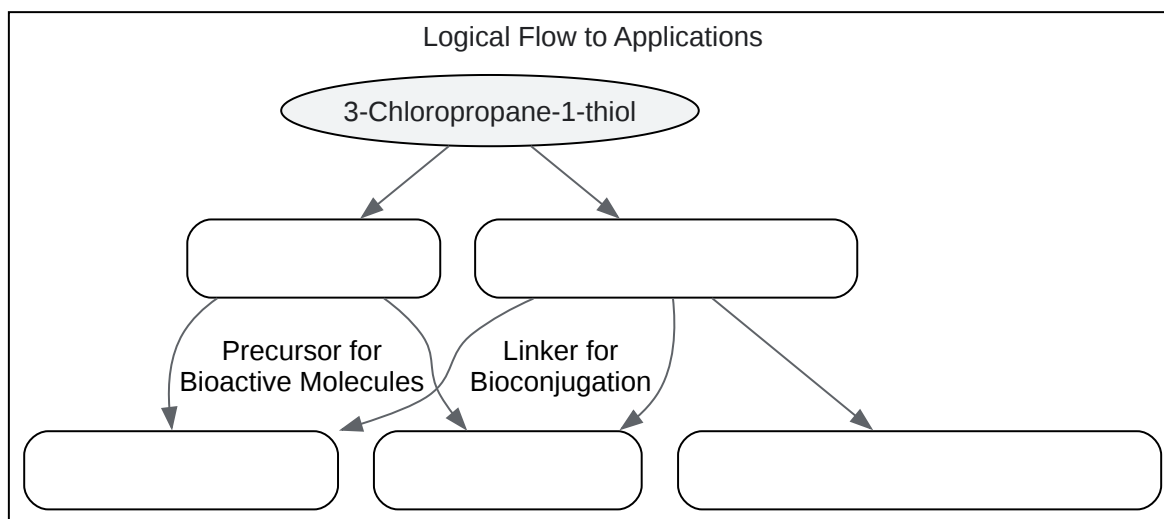 Logical Flow to Applications
3-Chloropropane-1-thiol
Precursor for
Bioactive Molecules
Linker for
Bioconjugation